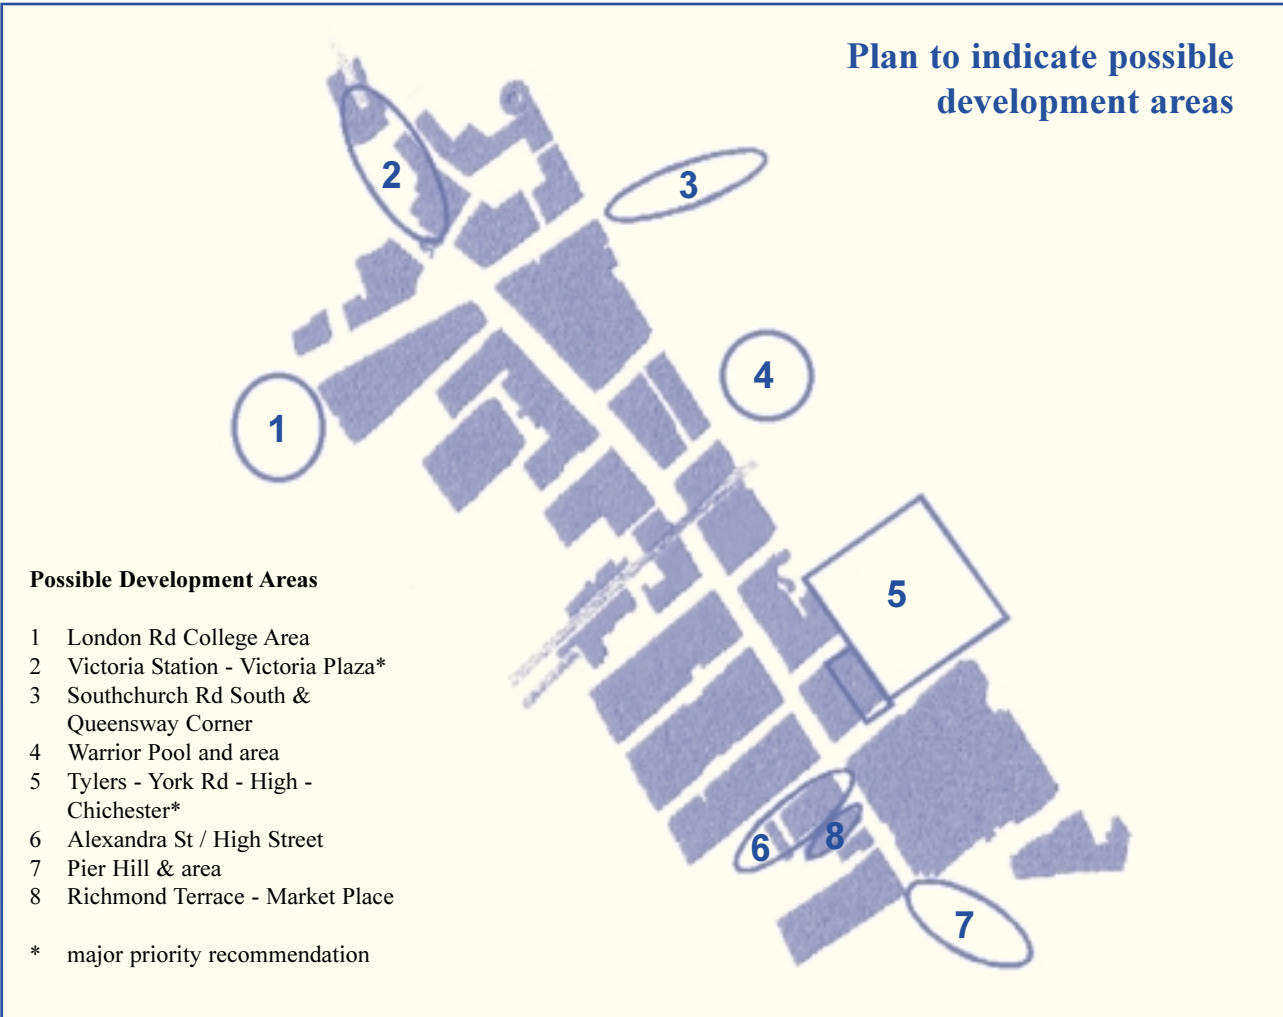 Plan to indicate possible
development areas
2
3
4
1
5
6
8
7
Possible Development Areas
1 London Rd College Area
2 Victoria Station - Victoria Plaza*
3 Southchurch Rd South &
Queensway Corner
4 Warrior Pool and area
5 Tylers - York Rd - High -
Chichester*
6 Alexandra St / High Street
7 Pier Hill & area
8 Richmond Terrace - Market Place
* major priority recommendation